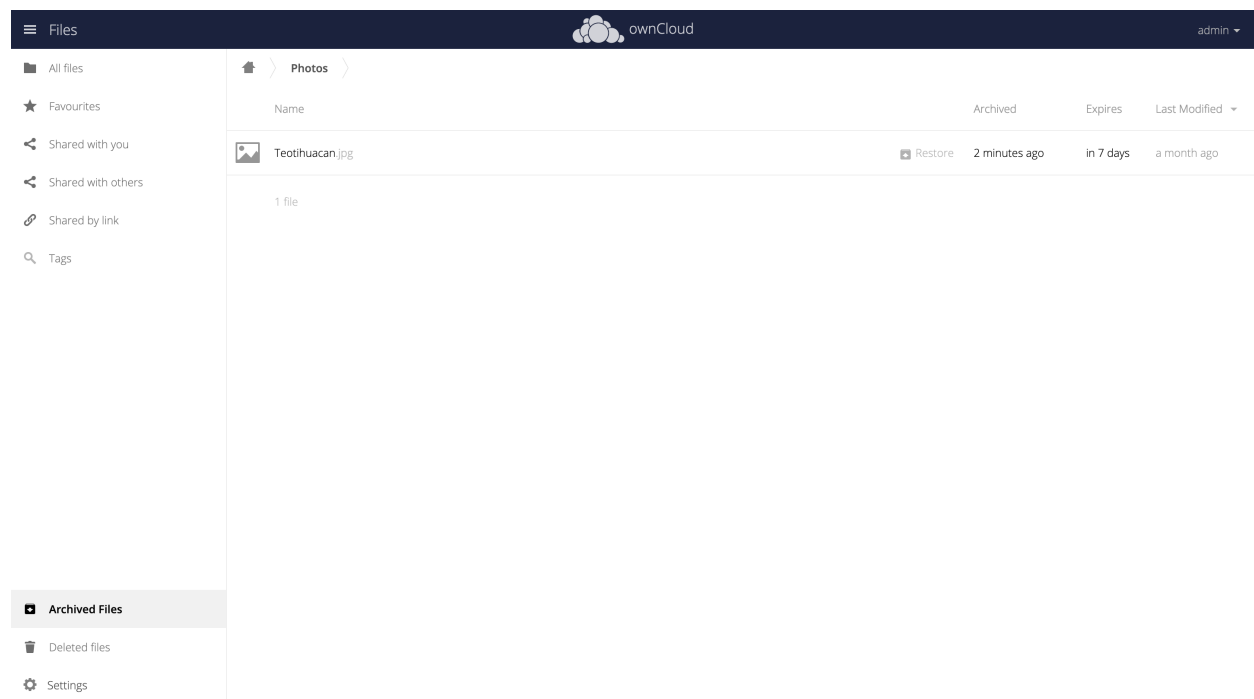 Files
ownCloud
admin
All files
Favourites
Shared with you
Shared with others
Shared by link
Tags
Archived Files
Deleted files
Settings
Photos
Name Archived Expires Last Modified
Teotihuacan.jpg Restore 2 minutes ago in 7 days a month ago
1 file